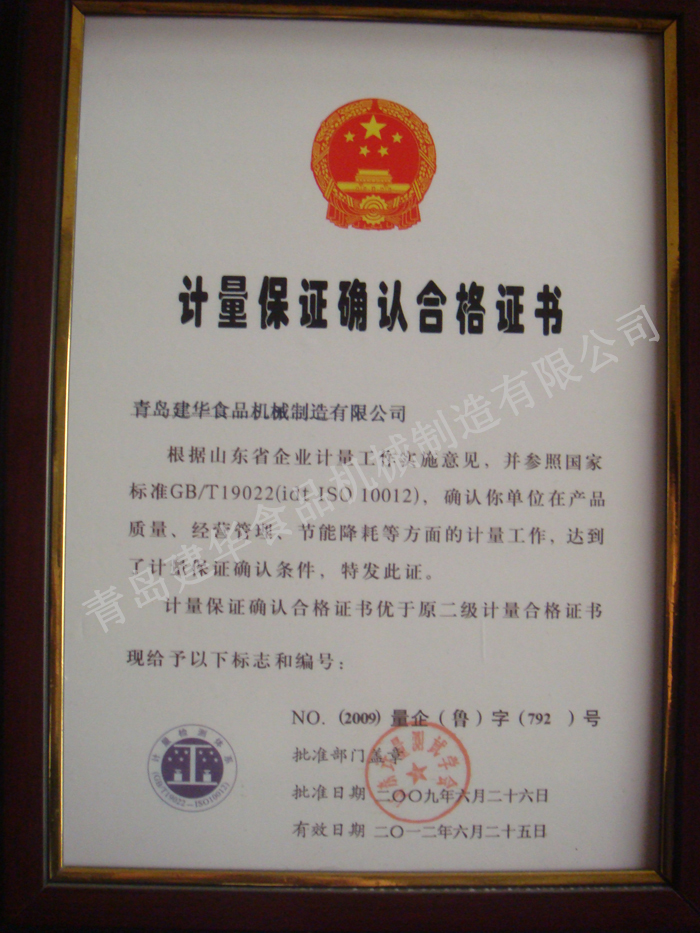 计量保证确认合格证书
青岛建华食品机械制造有限公司
根据山东省企业计量工作实施意见，并参照国家
标准GB/T19022(idt ISO 10012)，确认你单位在产品
质量、经营管理、节能降耗等方面的计量工作，达到
了计量保证确认条件，特发此证。
计量保证确认合格证书优于原二级计量合格证书
现给予以下标志和编号：
NO. (2009) 量企（鲁）字（792 ）号
批准部门盖章
批准日期 二〇〇九年六月二十六日
有效日期 二〇一二年六月二十五日
计量检测体系
(GB/T19022-ISO10012)
青岛建华食品机械制造有限公司